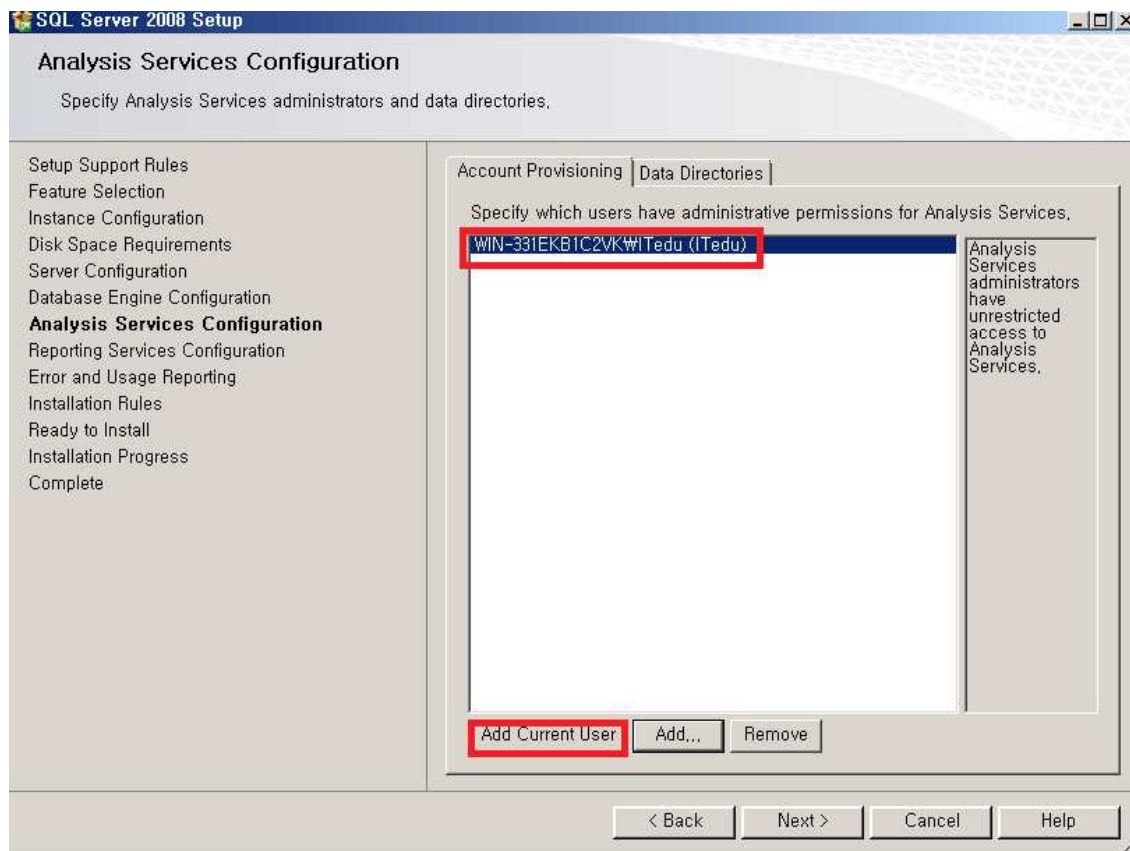 SQL Server 2008 Setup
Analysis Services Configuration
Specify Analysis Services administrators and data directories.
Setup Support Rules
Feature Selection
Instance Configuration
Disk Space Requirements
Server Configuration
Database Engine Configuration
Analysis Services Configuration
Reporting Services Configuration
Error and Usage Reporting
Installation Rules
Ready to Install
Installation Progress
Complete
Account Provisioning
Data Directories
Specify which users have administrative permissions for Analysis Services.
WIN-331EKB1C2VK₩ITedu (ITedu)
Analysis
Services
administrators
have
unrestricted
access to
Analysis
Services.
Add Current User
Add...
Remove
< Back
Next >
Cancel
Help